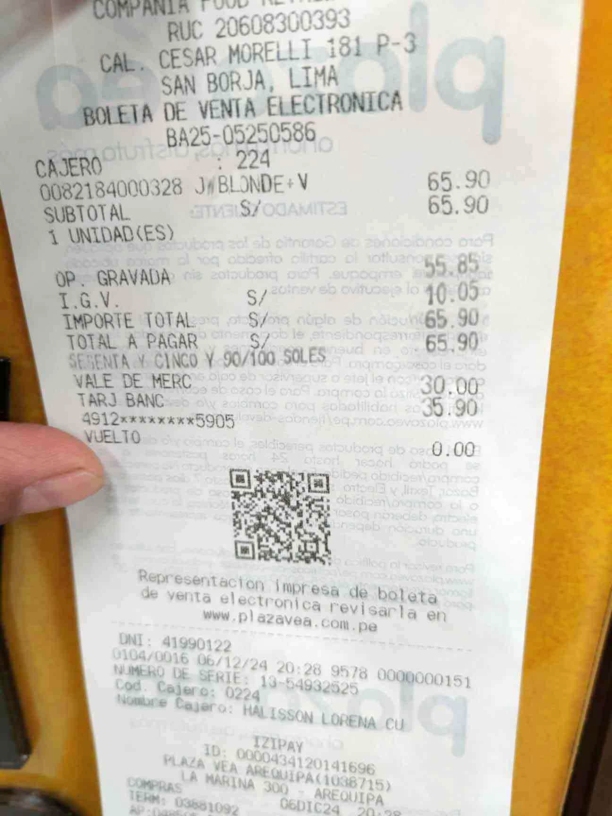 COMPAÑIA FOOD
RUC 20608300393
CAL. CESAR MORELLI 181 P-3
SAN BORJA, LIMA
BOLETA DE VENTA ELECTRONICA
BA25-05250586
CAJERO : 224
0082184000328 J#BLONDE+V 65.90
SUBTOTAL S/ 65.90
1 UNIDAD(ES)
OP. GRAVADA 55.85
I.G.V. S/ 10.05
IMPORTE TOTAL S/ 65.90
TOTAL A PAGAR S/ 65.90
SESENTA Y CINCO Y 90/100 SOLES
VALE DE MERC 30.00
TARJ BANC 35.90
4912********5905
VUELTO 0.00
Representacion impresa de boleta
de venta electronica revisarla en
www.plazavea.com.pe
DNI: 41990122
0104/0016 06/12/24 20:28 9578 0000000151
NUMERO DE SERIE: 13-54932525
Cod. Cajero: 0224
Nombre Cajero: HALISSON LORENA CU
IZIPAY
ID: 0000434120141696
PLAZA VEA AREQUIPA(1038715)
LA MARINA 300 - AREQUIPA
COMPRAS 06DIC24 20:28
TERM: 03881092